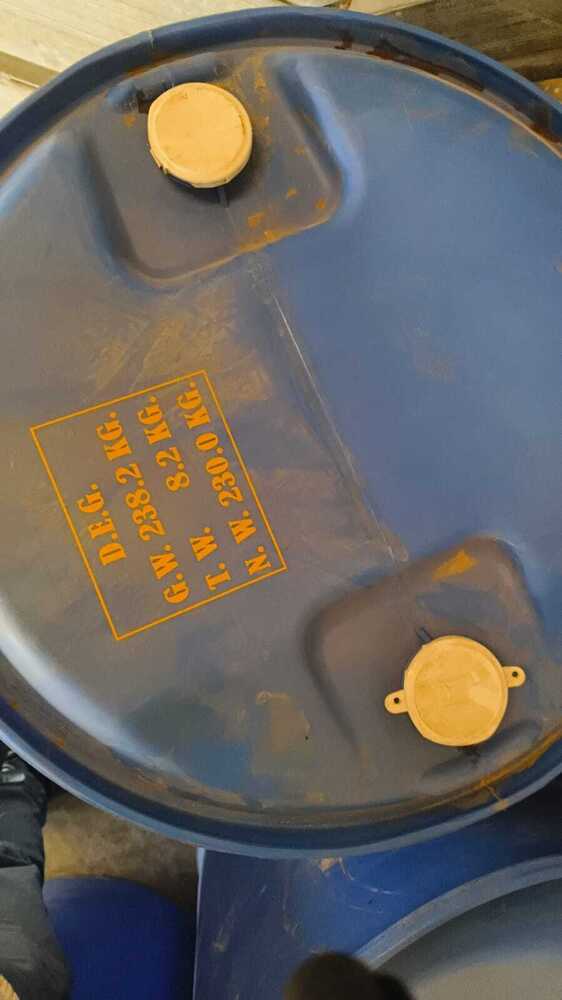 D.E.G.
G.W. 238.2 KG.
T. W. 8.2 KG.
N. W. 230.0 KG.